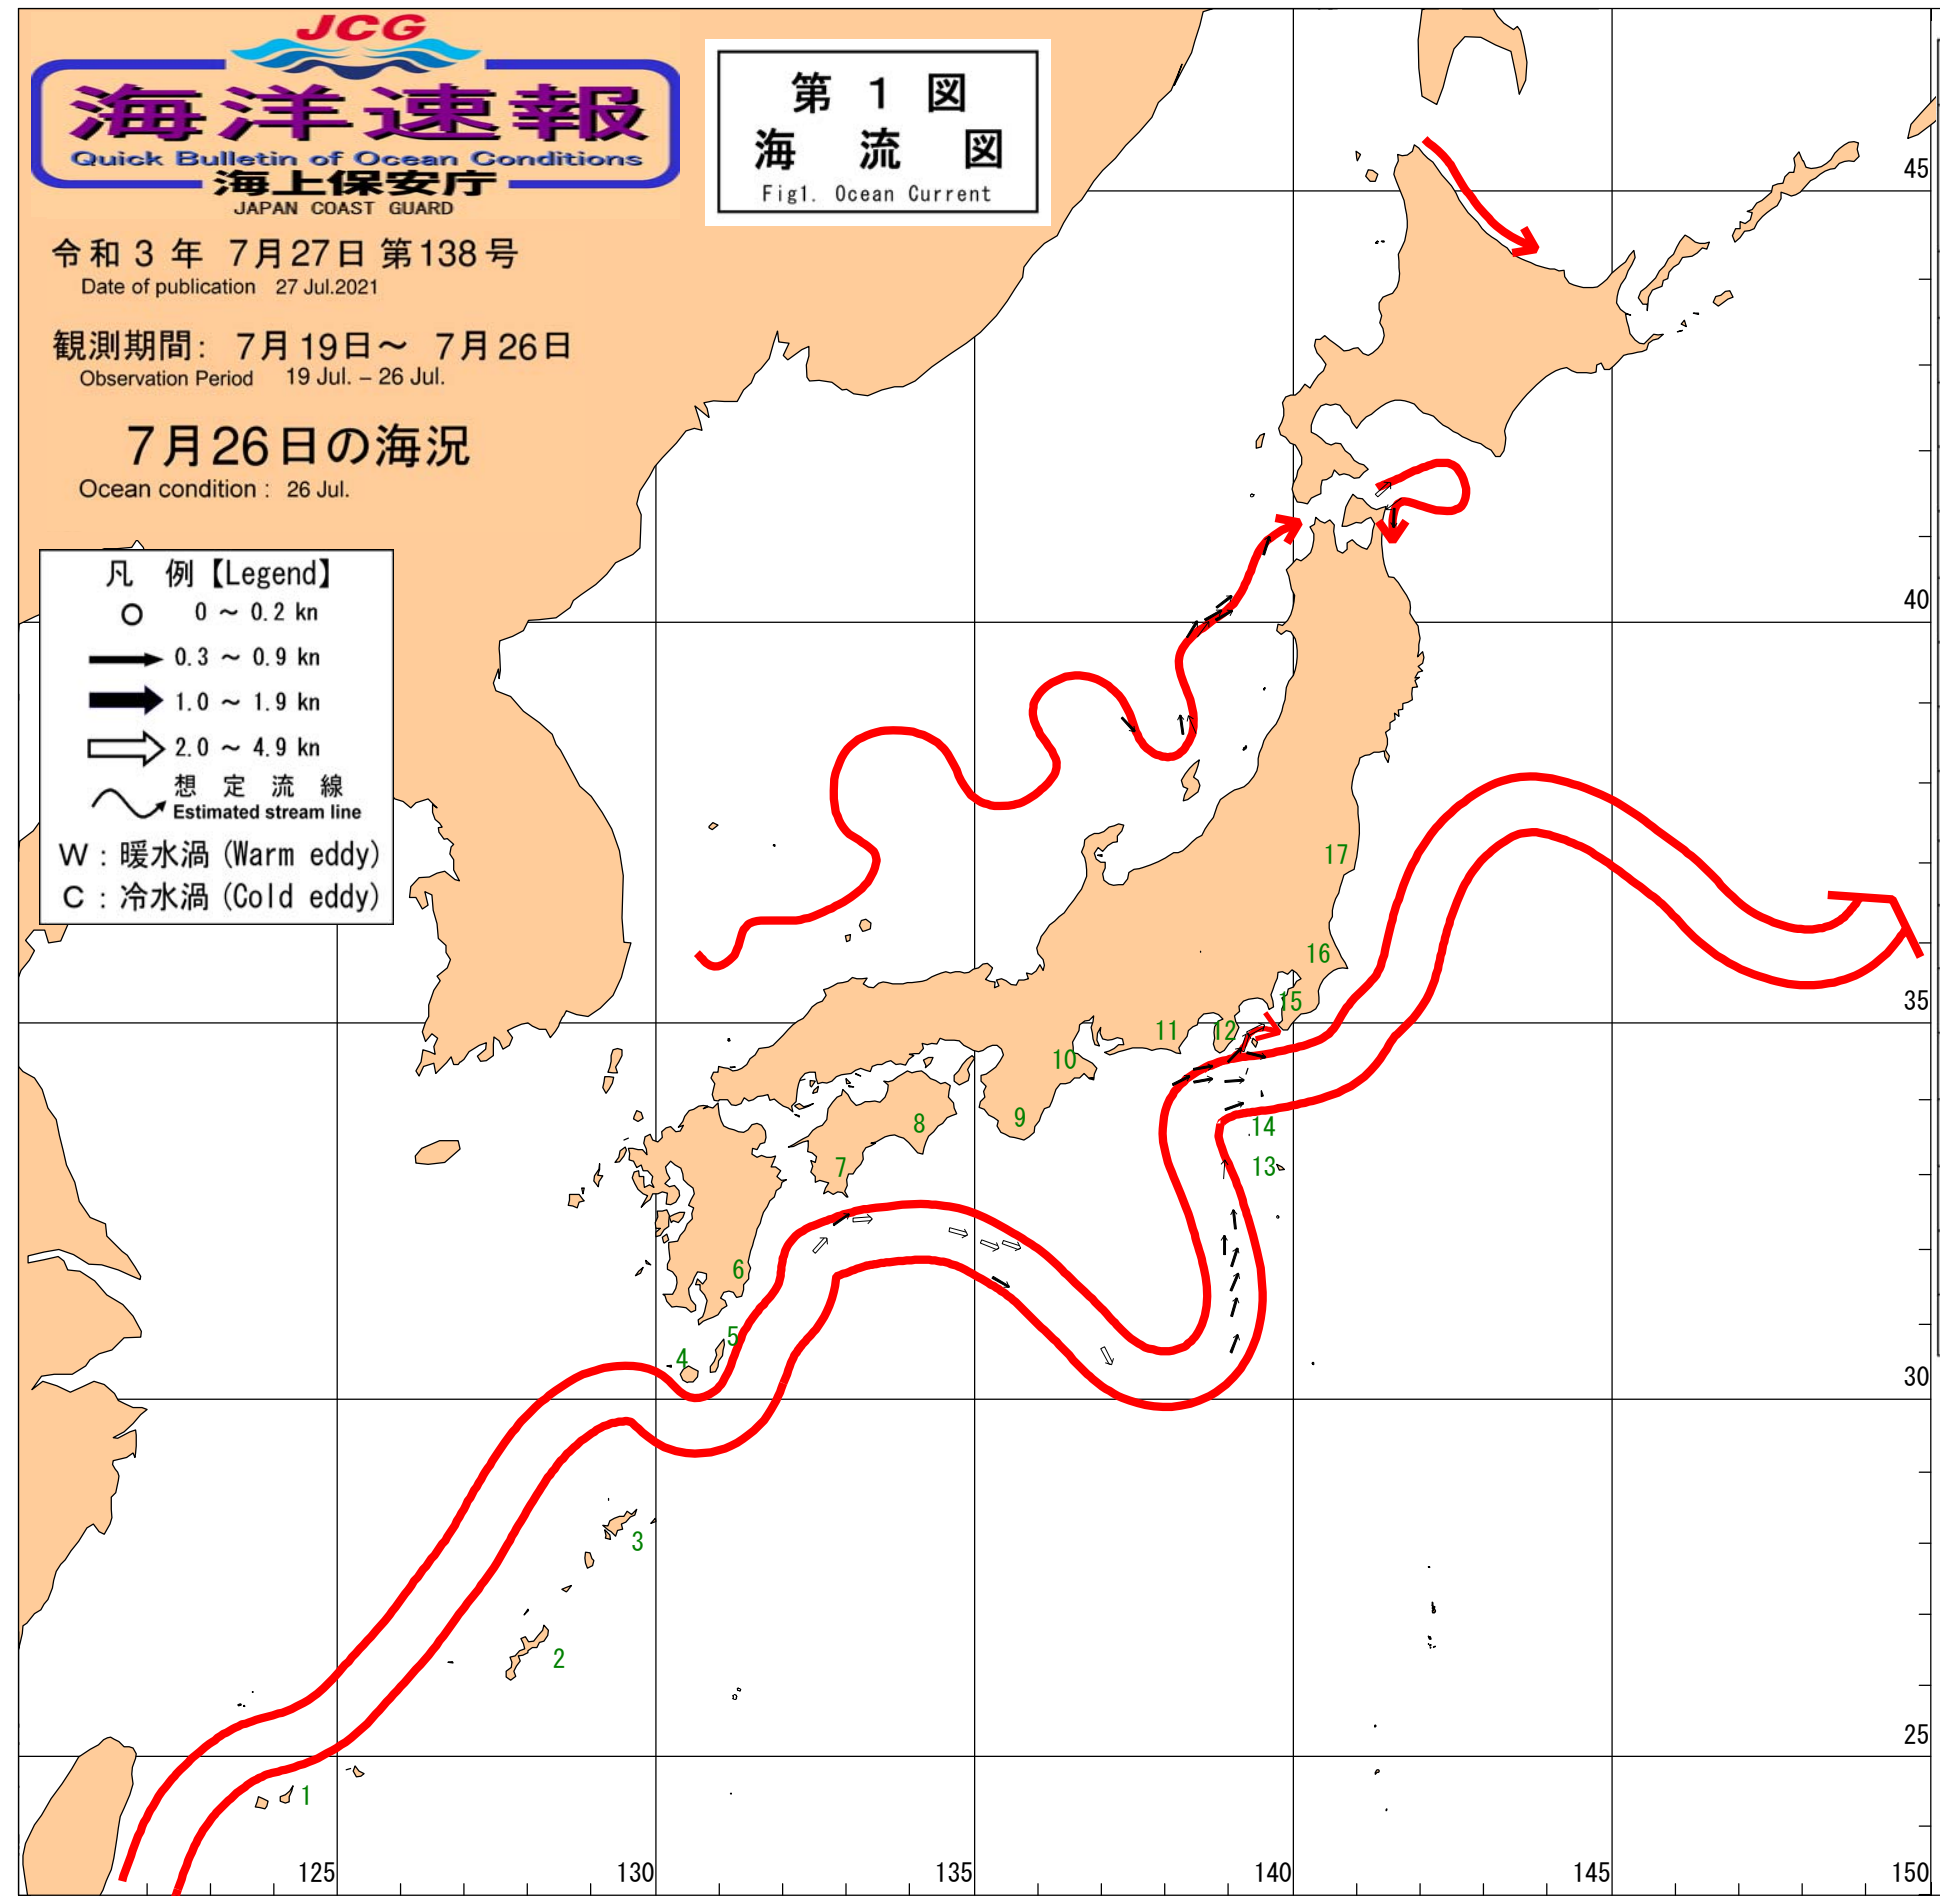 JCG
海洋速報
Quick Bulletin of Ocean Conditions
海上保安庁
JAPAN COAST GUARD
第 1 図
海 流 図
Fig1. Ocean Current
令和 3 年 7月27日 第138号
Date of publication 27 Jul.2021
観測期間: 7月19日～ 7月26日
Observation Period 19 Jul. – 26 Jul.
7月26日の海況
Ocean condition : 26 Jul.
凡 例【Legend】
0 ～ 0.2 kn
0.3 ～ 0.9 kn
1.0 ～ 1.9 kn
2.0 ～ 4.9 kn
想 定 流 線
Estimated stream line
W : 暖水渦 (Warm eddy)
C : 冷水渦 (Cold eddy)
45
40
17
16
15
35
11
12
10
9
8
14
7
13
6
5
4
30
3
2
25
1
125
130
135
140
145
150